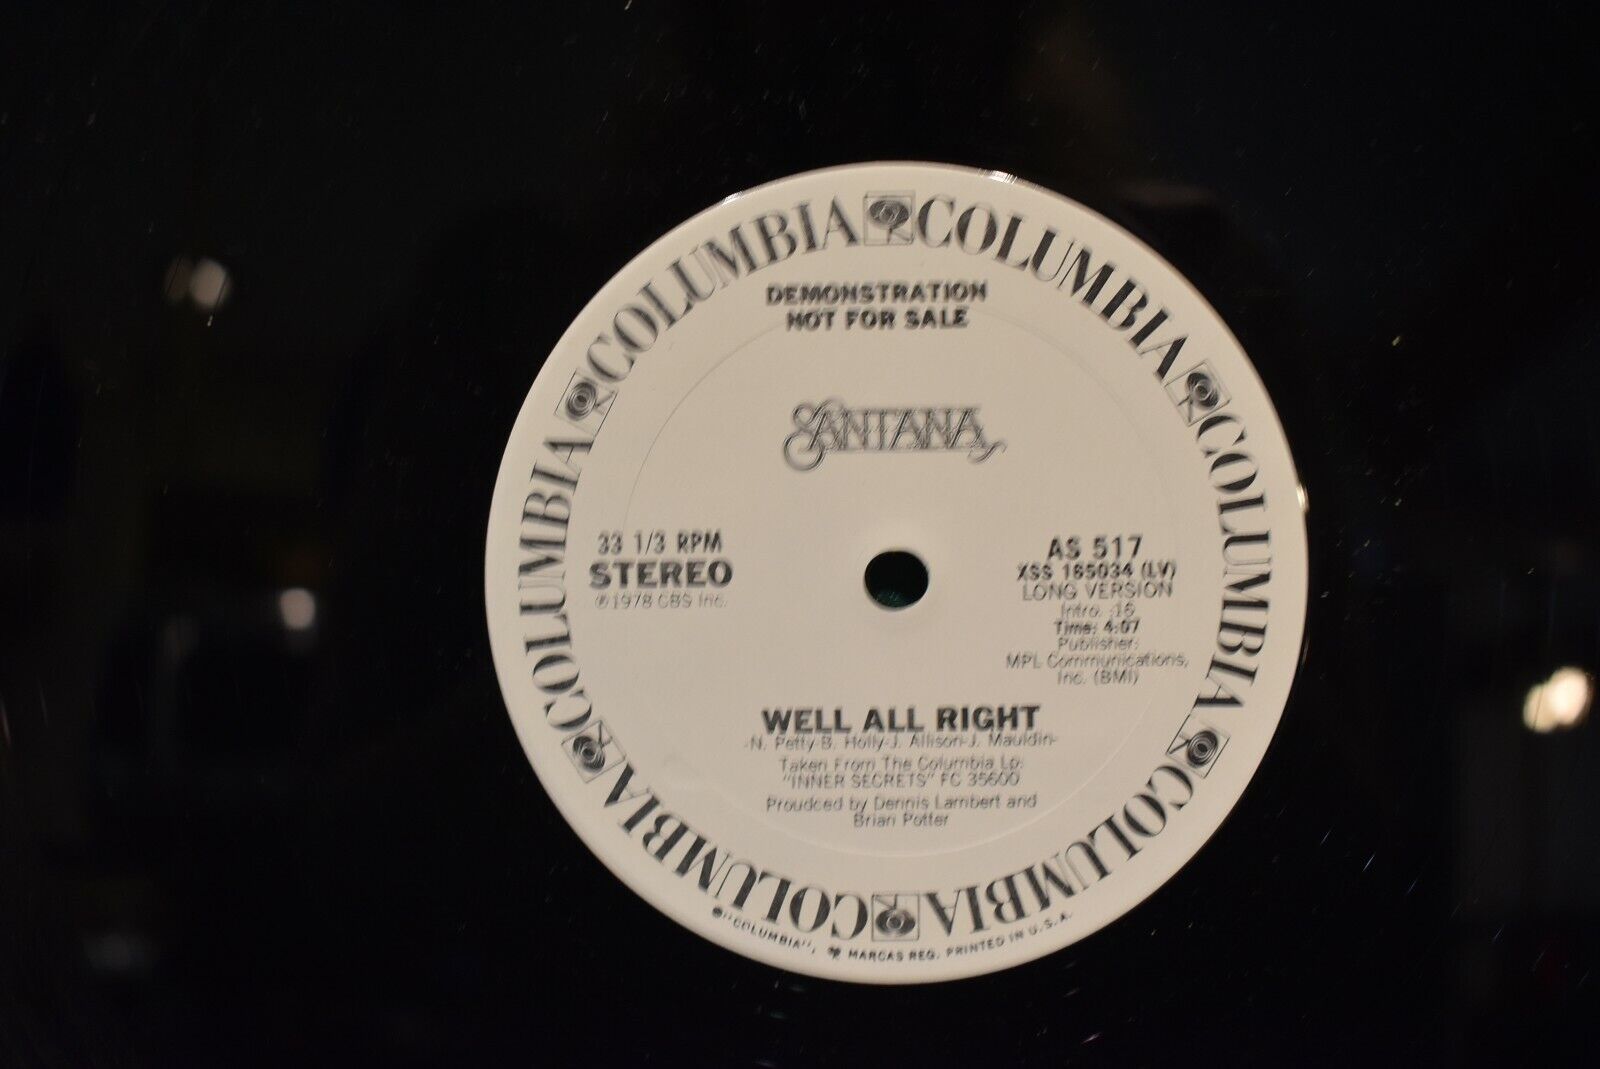 COLUMBIA COLUMBIA COLUMBIA COLUMBIA COLUMBIA COLUMBIA
DEMONSTRATION
NOT FOR SALE
SANTANA
33 1/3 RPM
STEREO
℗1978 CBS Inc.
AS 517
XSS 165034 (LV)
LONG VERSION
Intro. :16
Time: 4:07
Publisher:
MPL Communications,
Inc. (BMI)
WELL ALL RIGHT
-N. Petty-B. Holly-J. Allison-J. Mauldin-
Taken From The Columbia Lp:
"INNER SECRETS" FC 35600
Proudced by Dennis Lambert and
Brian Potter
"COLUMBIA", MARCAS REG. PRINTED IN U.S.A.